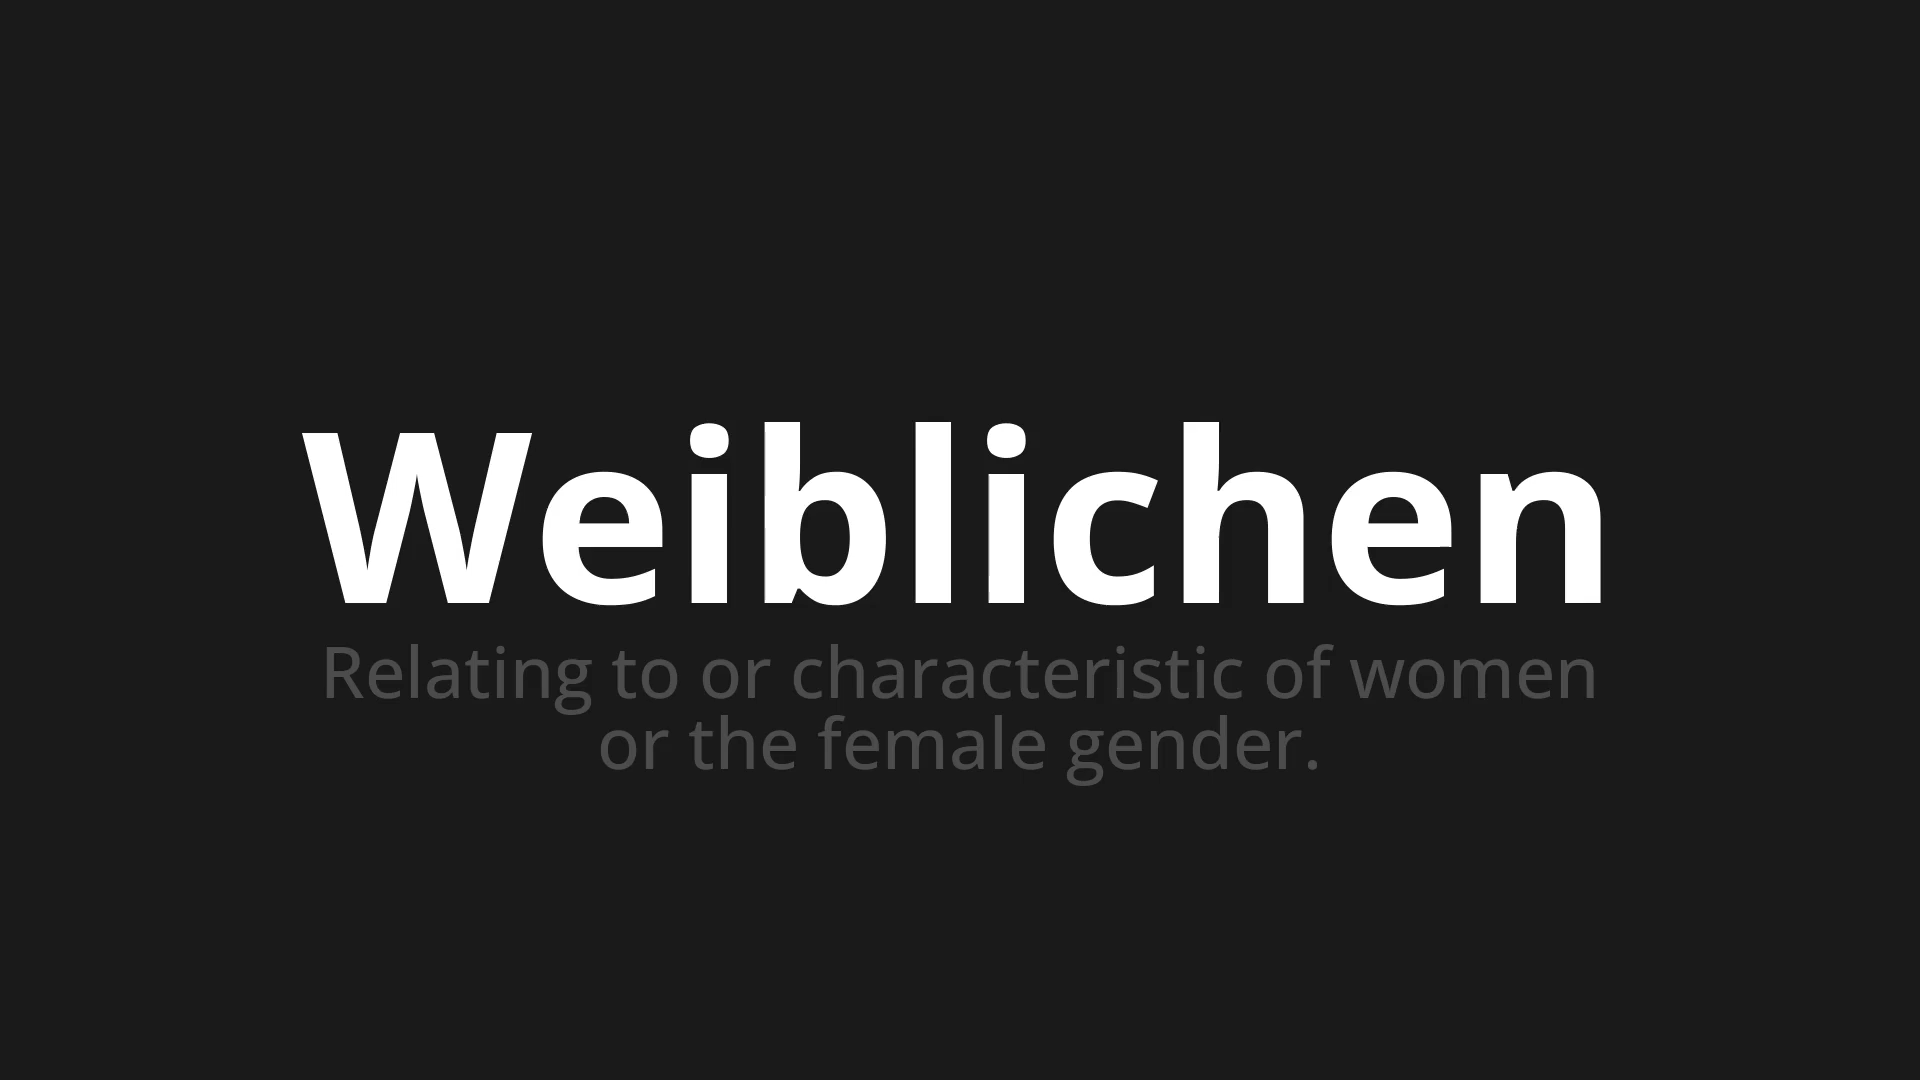 Weiblichen
Relating to or characteristic of women
or the female gender.